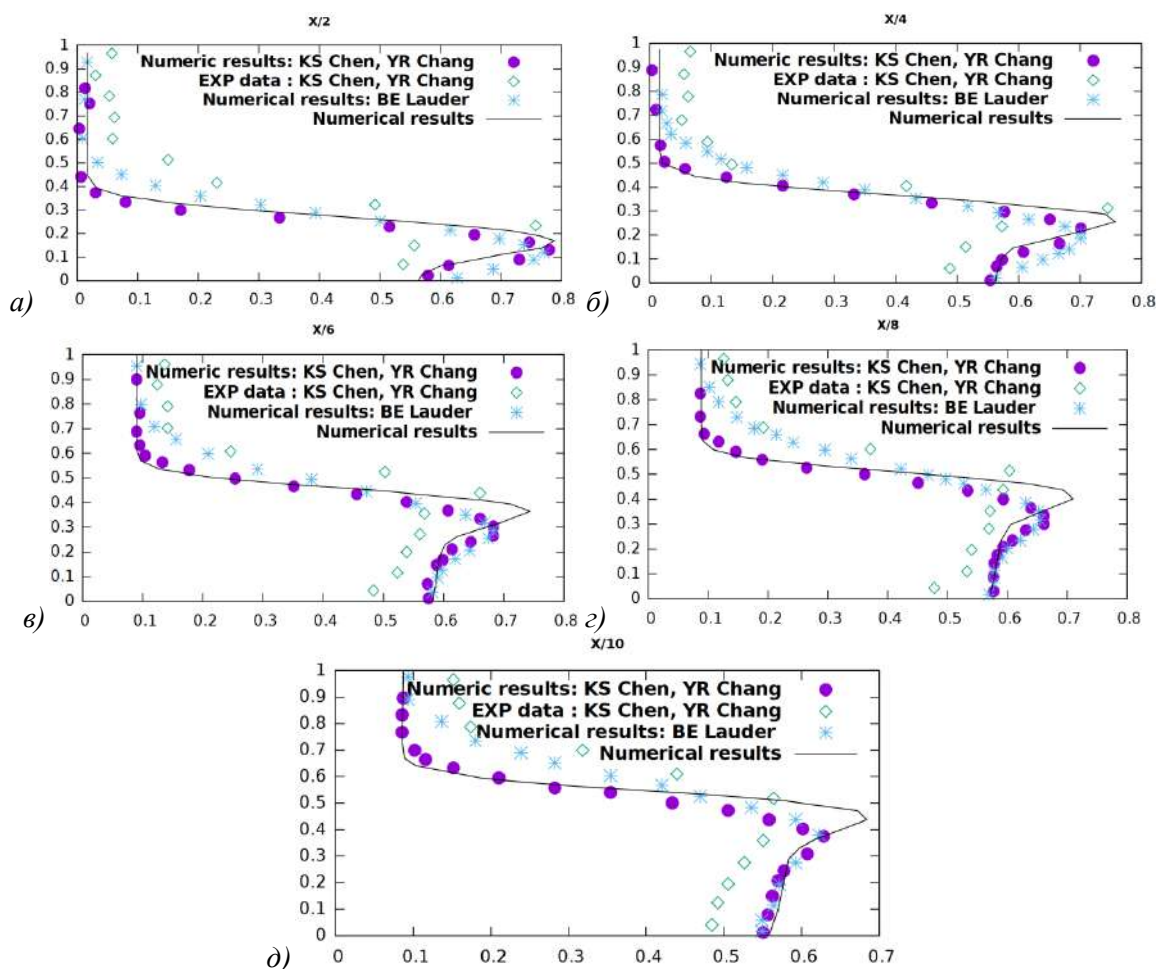 X/2
1
0.9
0.8
0.7
0.6
0.5
0.4
0.3
0.2
0.1
0
Numeric results: KS Chen, YR Chang
EXP data : KS Chen, YR Chang
Numerical results: BE Lauder
Numerical results
0 0.1 0.2 0.3 0.4 0.5 0.6 0.7 0.8
а)
X/4
1
0.9
0.8
0.7
0.6
0.5
0.4
0.3
0.2
0.1
0
Numeric results: KS Chen, YR Chang
EXP data : KS Chen, YR Chang
Numerical results: BE Lauder
Numerical results
0 0.1 0.2 0.3 0.4 0.5 0.6 0.7 0.8
б)
X/6
1
0.9
0.8
0.7
0.6
0.5
0.4
0.3
0.2
0.1
0
Numeric results: KS Chen, YR Chang
EXP data : KS Chen, YR Chang
Numerical results: BE Lauder
Numerical results
0 0.1 0.2 0.3 0.4 0.5 0.6 0.7 0.8
в)
X/8
1
0.9
0.8
0.7
0.6
0.5
0.4
0.3
0.2
0.1
0
Numeric results: KS Chen, YR Chang
EXP data : KS Chen, YR Chang
Numerical results: BE Lauder
Numerical results
0 0.1 0.2 0.3 0.4 0.5 0.6 0.7 0.8
г)
X/10
1
0.9
0.8
0.7
0.6
0.5
0.4
0.3
0.2
0.1
0
Numeric results: KS Chen, YR Chang
EXP data : KS Chen, YR Chang
Numerical results: BE Lauder
Numerical results
0 0.1 0.2 0.3 0.4 0.5 0.6 0.7
д)